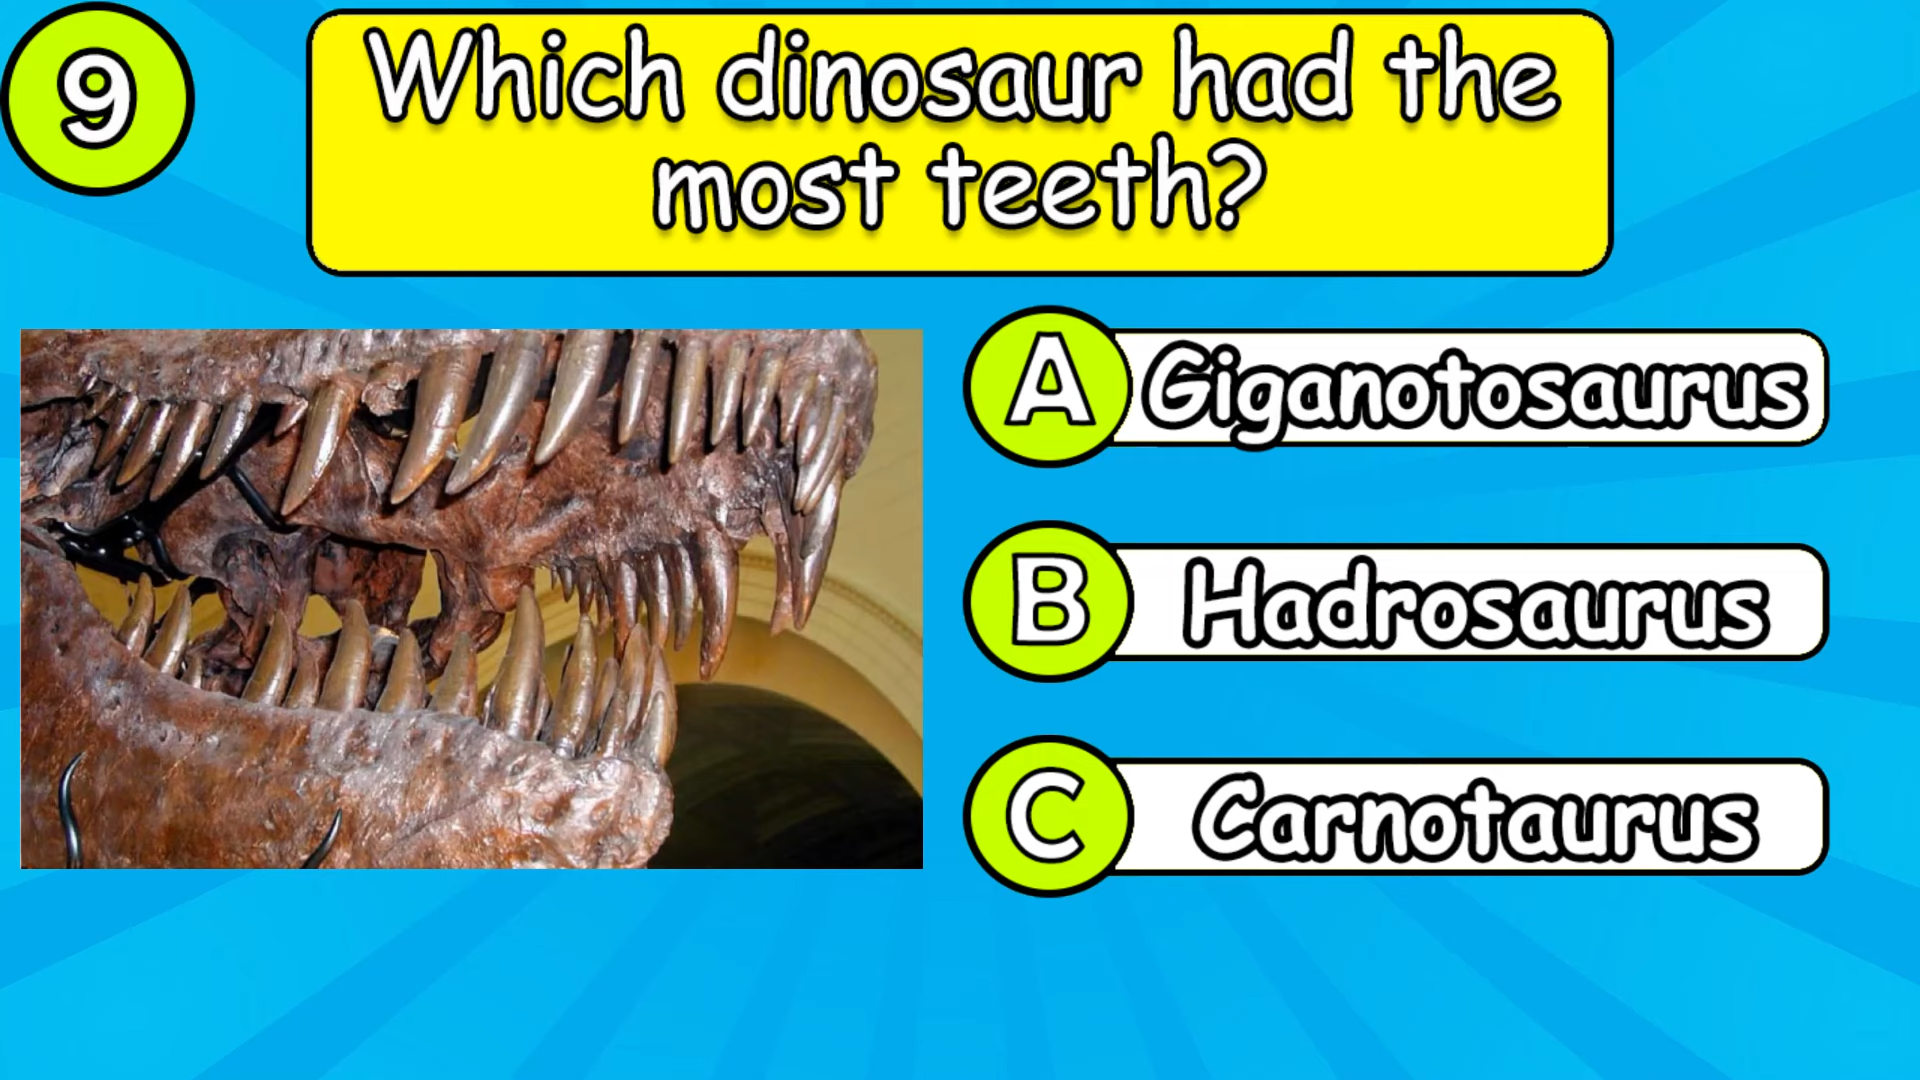 9
Which dinosaur had the
most teeth?
A Giganotosaurus
B Hadrosaurus
C Carnotaurus